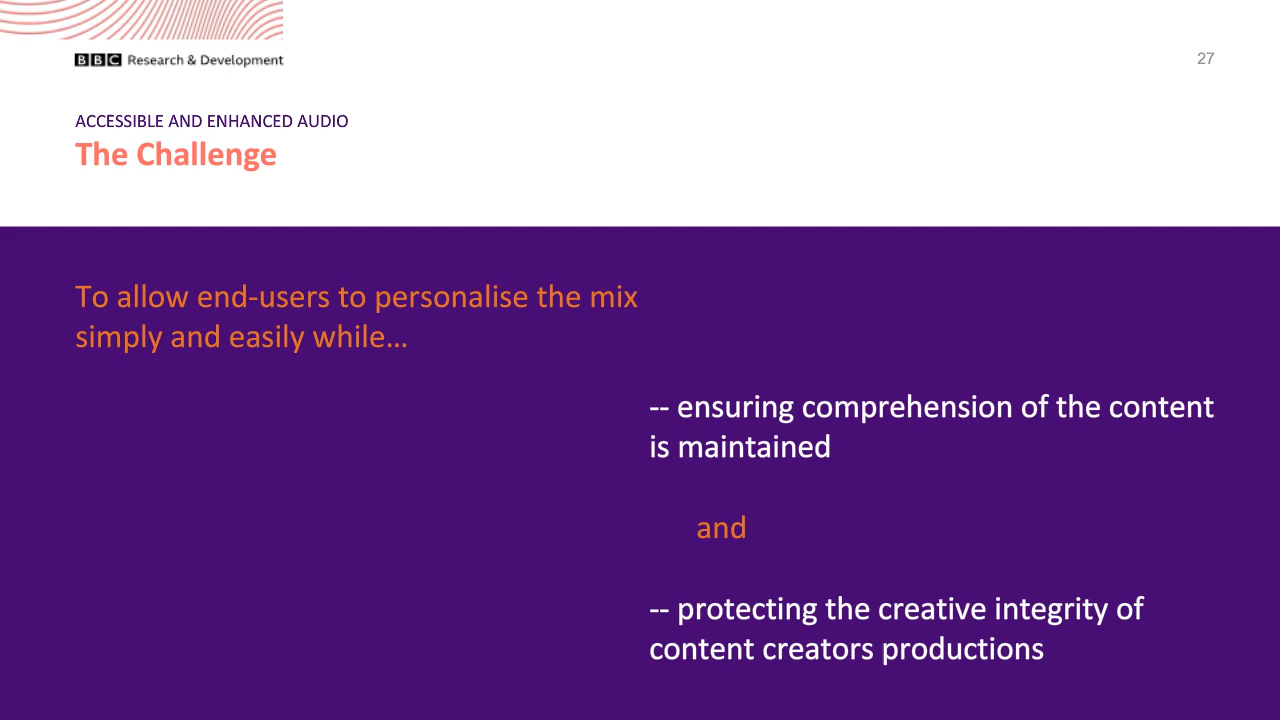 BBC Research & Development
27
ACCESSIBLE AND ENHANCED AUDIO
The Challenge
To allow end-users to personalise the mix
simply and easily while…
-- ensuring comprehension of the content
is maintained
and
-- protecting the creative integrity of
content creators productions